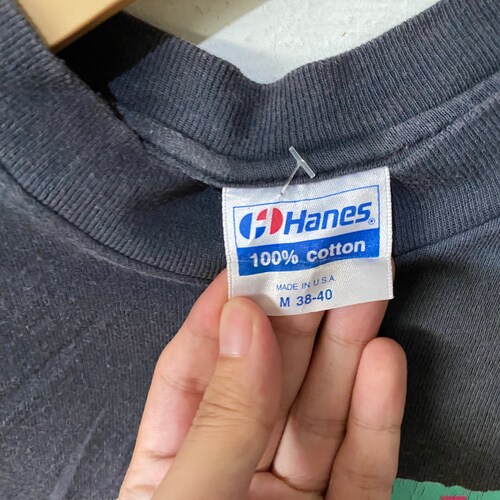 Hanes®
100% cotton
MADE IN U.S.A.
M 38-40